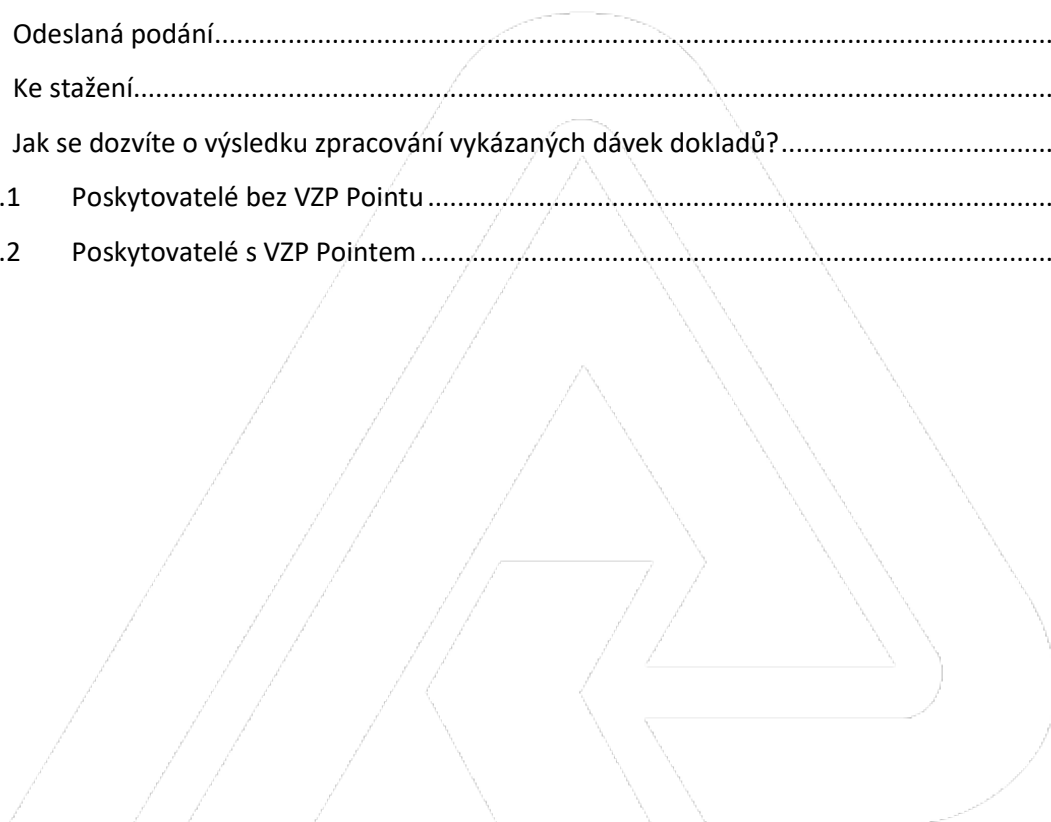 Odeslaná podání........................................................................................................................
Ke stažení...................................................................................................................................
Jak se dozvíte o výsledku zpracování vykázaných dávek dokladů?......................................
.1 Poskytovatelé bez VZP Pointu...........................................................................................
.2 Poskytovatelé s VZP Pointem............................................................................................